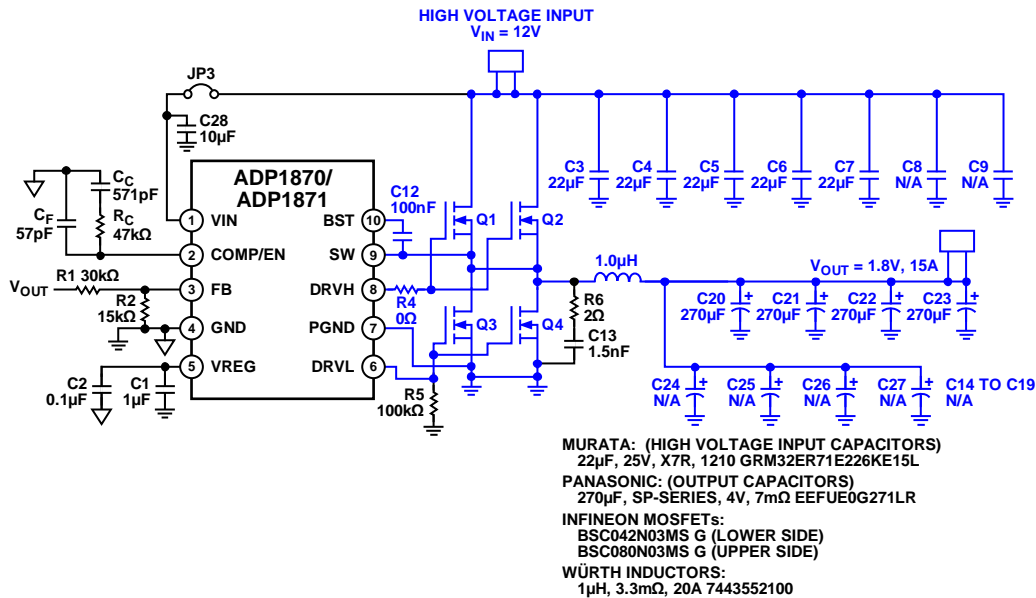 HIGH VOLTAGE INPUT
VIN = 12V
JP3
C28
10µF
ADP1870/
ADP1871
CC
571pF
CF
57pF
RC
47kΩ
1 VIN
2 COMP/EN
3 FB
4 GND
5 VREG
BST 10
SW 9
DRVH 8
PGND 7
DRVL 6
VOUT
R1 30kΩ
R2
15kΩ
C2
0.1µF
C1
1µF
C12
100nF
Q1
Q2
Q3
Q4
R4
0Ω
R5
100kΩ
R6
2Ω
C13
1.5nF
1.0µH
C3
22µF
C4
22µF
C5
22µF
C6
22µF
C7
22µF
C8
N/A
C9
N/A
VOUT = 1.8V, 15A
C20
270µF
+
C21
270µF
+
C22
270µF
+
C23
270µF
+
C24
N/A
+
C25
N/A
+
C26
N/A
+
C27
N/A
+
C14 TO C19
N/A
MURATA: (HIGH VOLTAGE INPUT CAPACITORS)
22µF, 25V, X7R, 1210 GRM32ER71E226KE15L
PANASONIC: (OUTPUT CAPACITORS)
270µF, SP-SERIES, 4V, 7mΩ EEFUE0G271LR
INFINEON MOSFETs:
BSC042N03MS G (LOWER SIDE)
BSC080N03MS G (UPPER SIDE)
WÜRTH INDUCTORS:
1µH, 3.3mΩ, 20A 7443552100